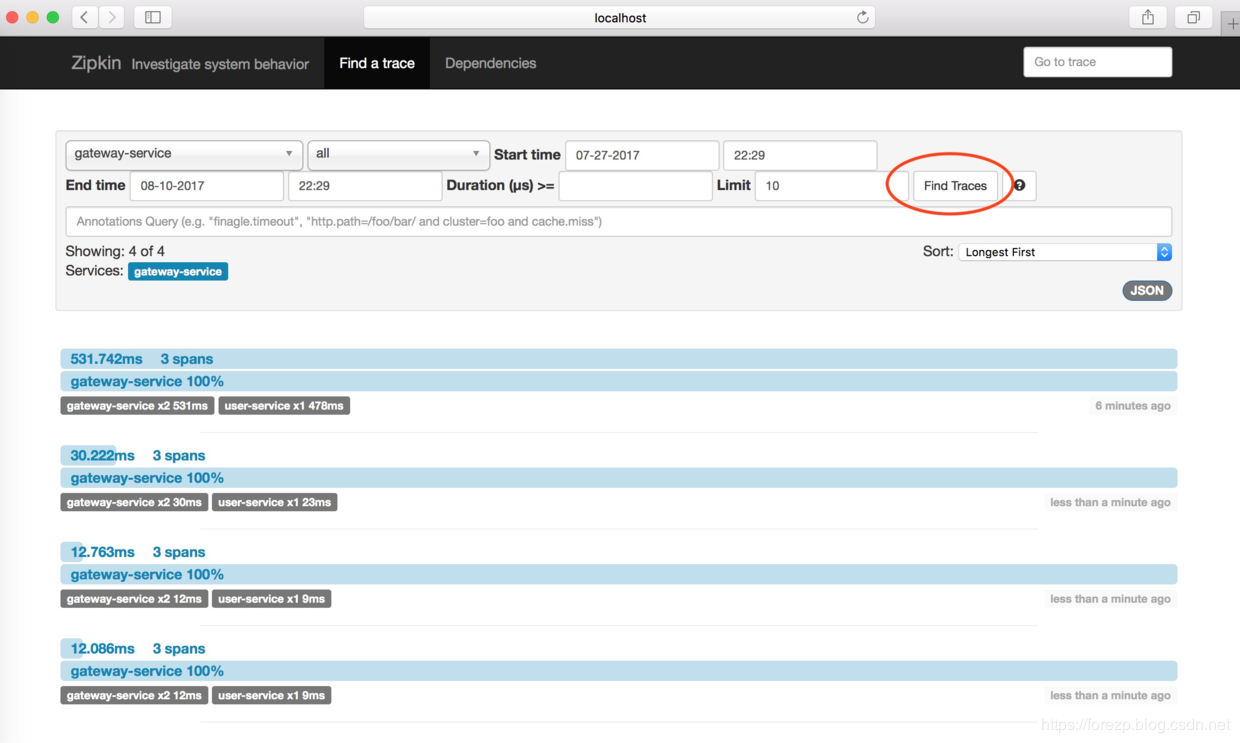 localhost
Zipkin Investigate system behavior Find a trace Dependencies Go to trace
gateway-service all Start time 07-27-2017 22:29
End time 08-10-2017 22:29 Duration (μs) >= Limit 10 Find Traces ?
Annotations Query (e.g. "finagle.timeout", "http.path=/foo/bar/ and cluster=foo and cache.miss")
Showing: 4 of 4 Sort: Longest First
Services: gateway-service
JSON
531.742ms 3 spans
gateway-service 100%
gateway-service x2 531ms user-service x1 478ms 6 minutes ago
30.222ms 3 spans
gateway-service 100%
gateway-service x2 30ms user-service x1 23ms less than a minute ago
12.763ms 3 spans
gateway-service 100%
gateway-service x2 12ms user-service x1 9ms less than a minute ago
12.086ms 3 spans
gateway-service 100%
gateway-service x2 12ms user-service x1 9ms less than a minute ago
https://forezp.blog.csdn.net